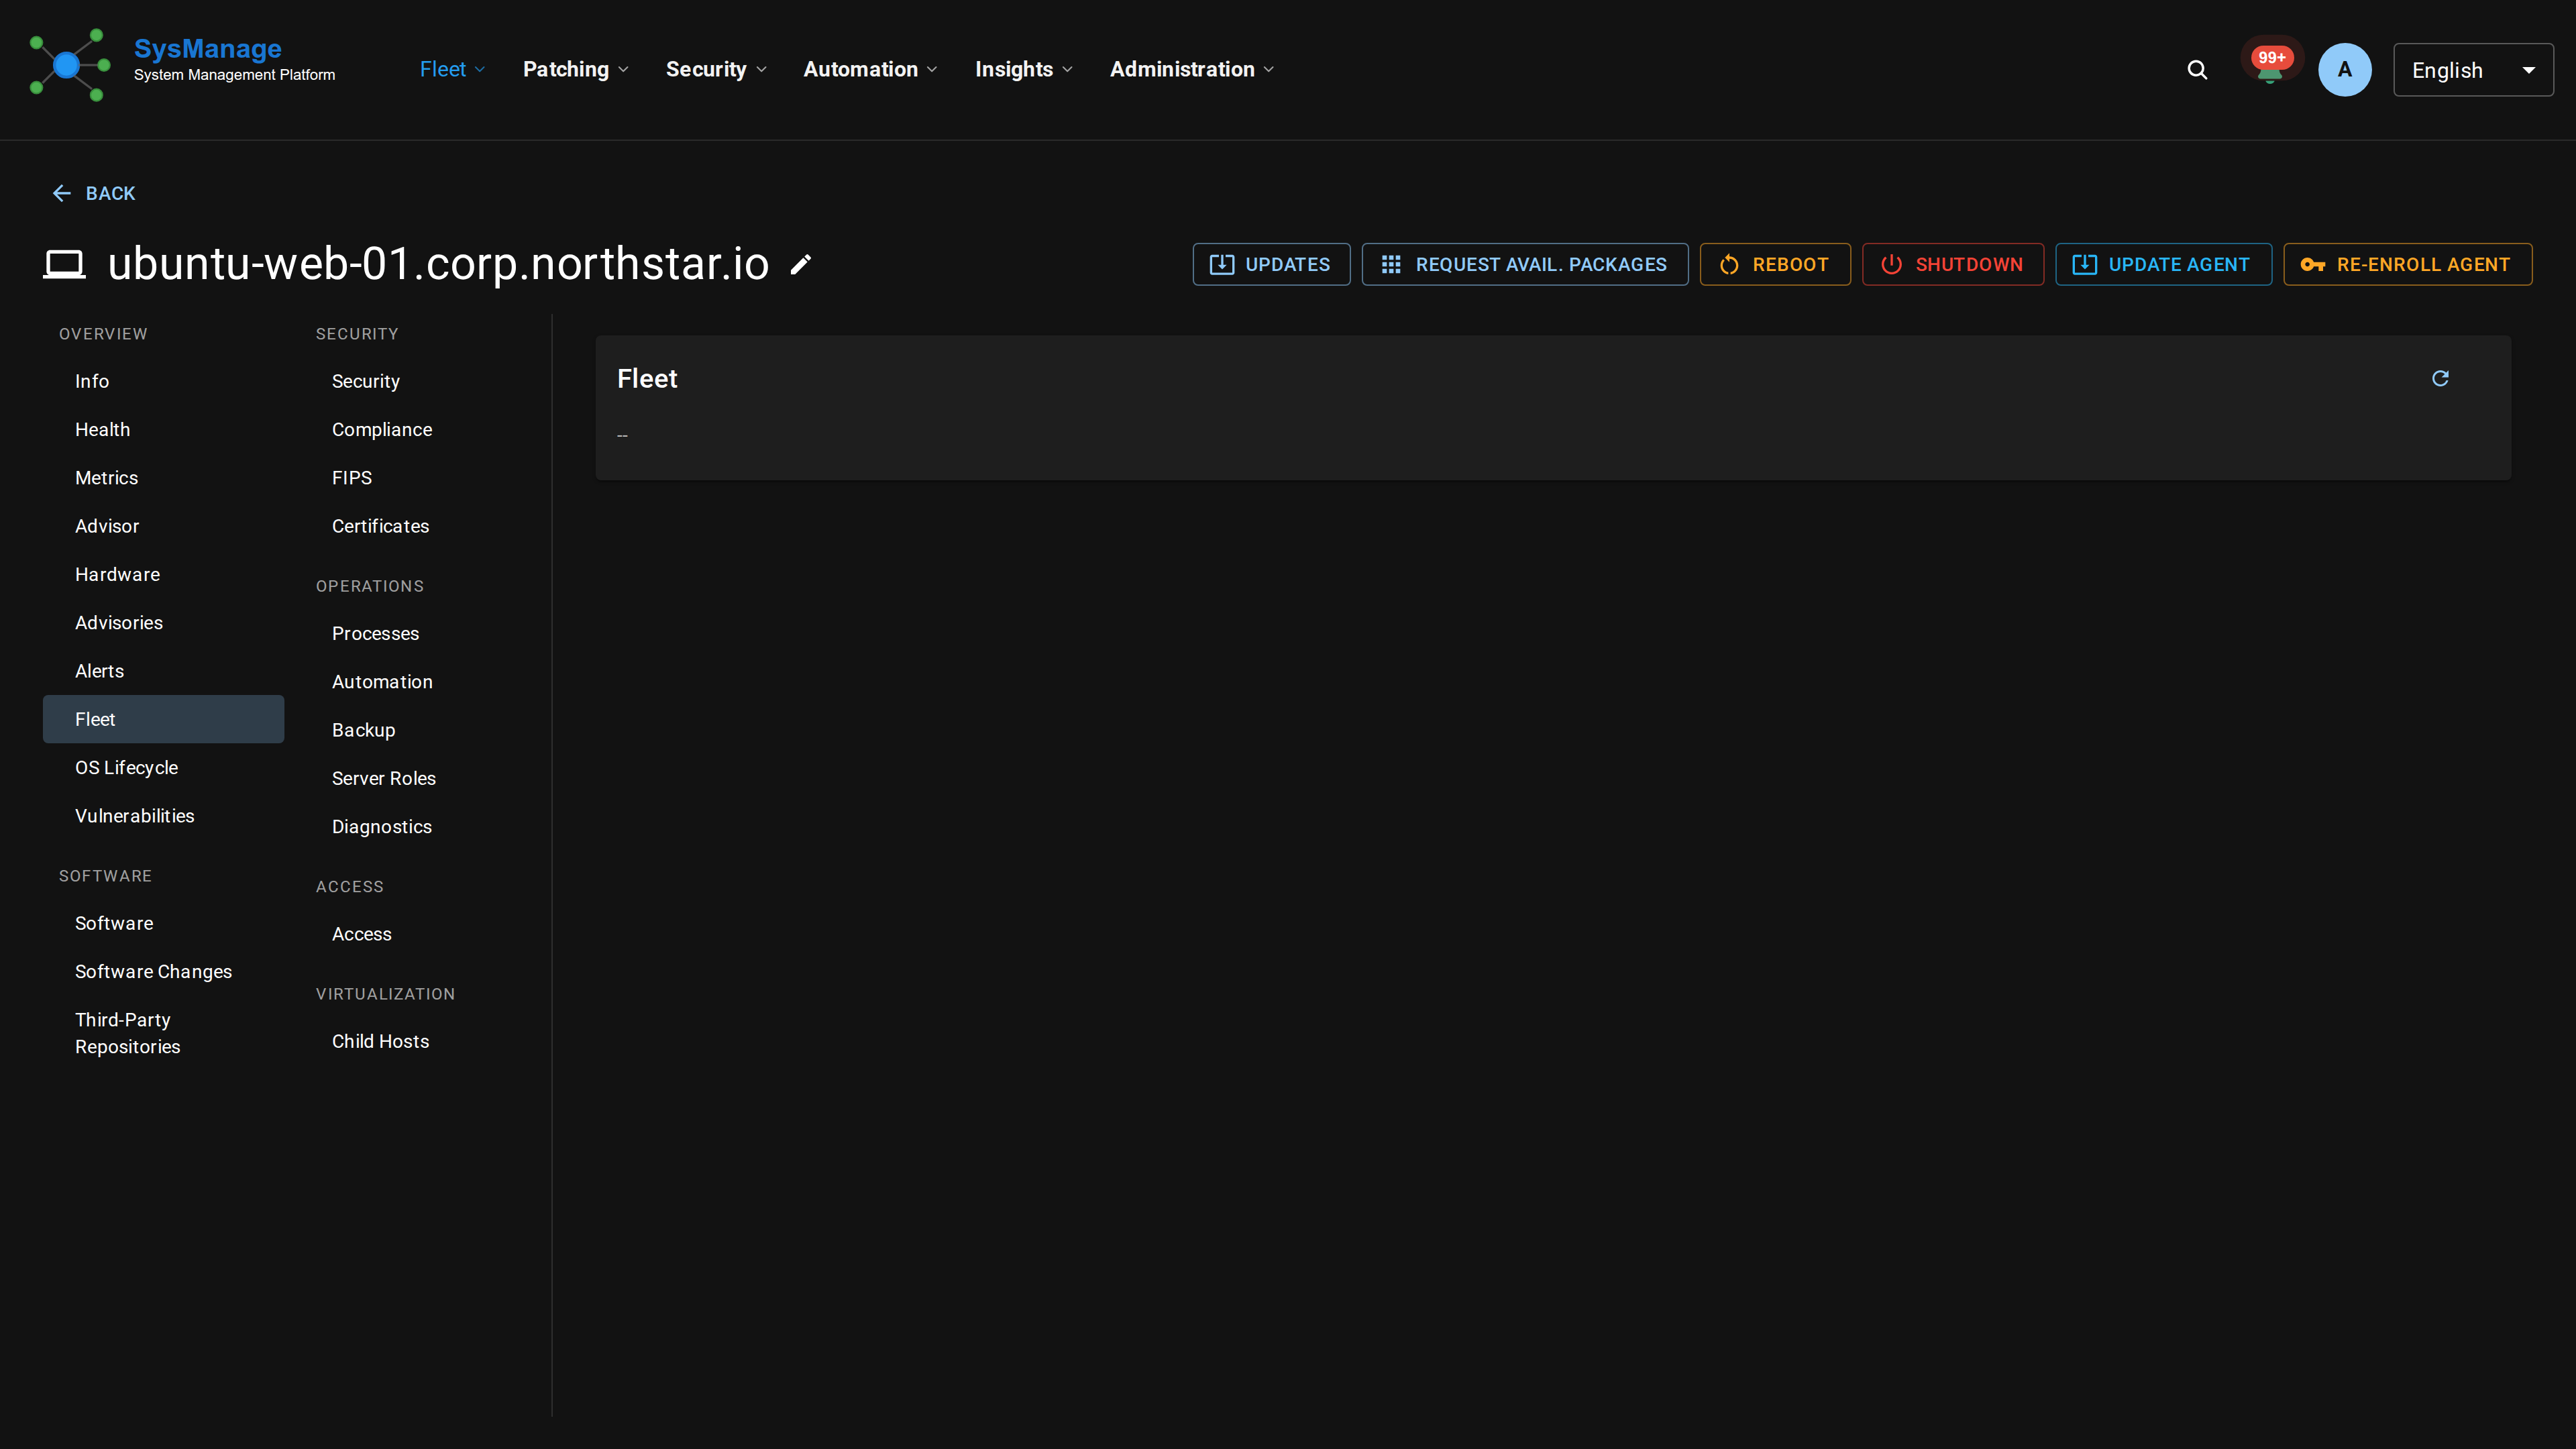 SysManage
System Management Platform
Fleet
Patching
Security
Automation
Insights
Administration
99+
A
English
BACK
ubuntu-web-01.corp.northstar.io
UPDATES
REQUEST AVAIL. PACKAGES
REBOOT
SHUTDOWN
UPDATE AGENT
RE-ENROLL AGENT
OVERVIEW
Info
Health
Metrics
Advisor
Hardware
Advisories
Alerts
Fleet
OS Lifecycle
Vulnerabilities
SOFTWARE
Software
Software Changes
Third-Party
Repositories
SECURITY
Security
Compliance
FIPS
Certificates
OPERATIONS
Processes
Automation
Backup
Server Roles
Diagnostics
ACCESS
Access
VIRTUALIZATION
Child Hosts
Fleet
--